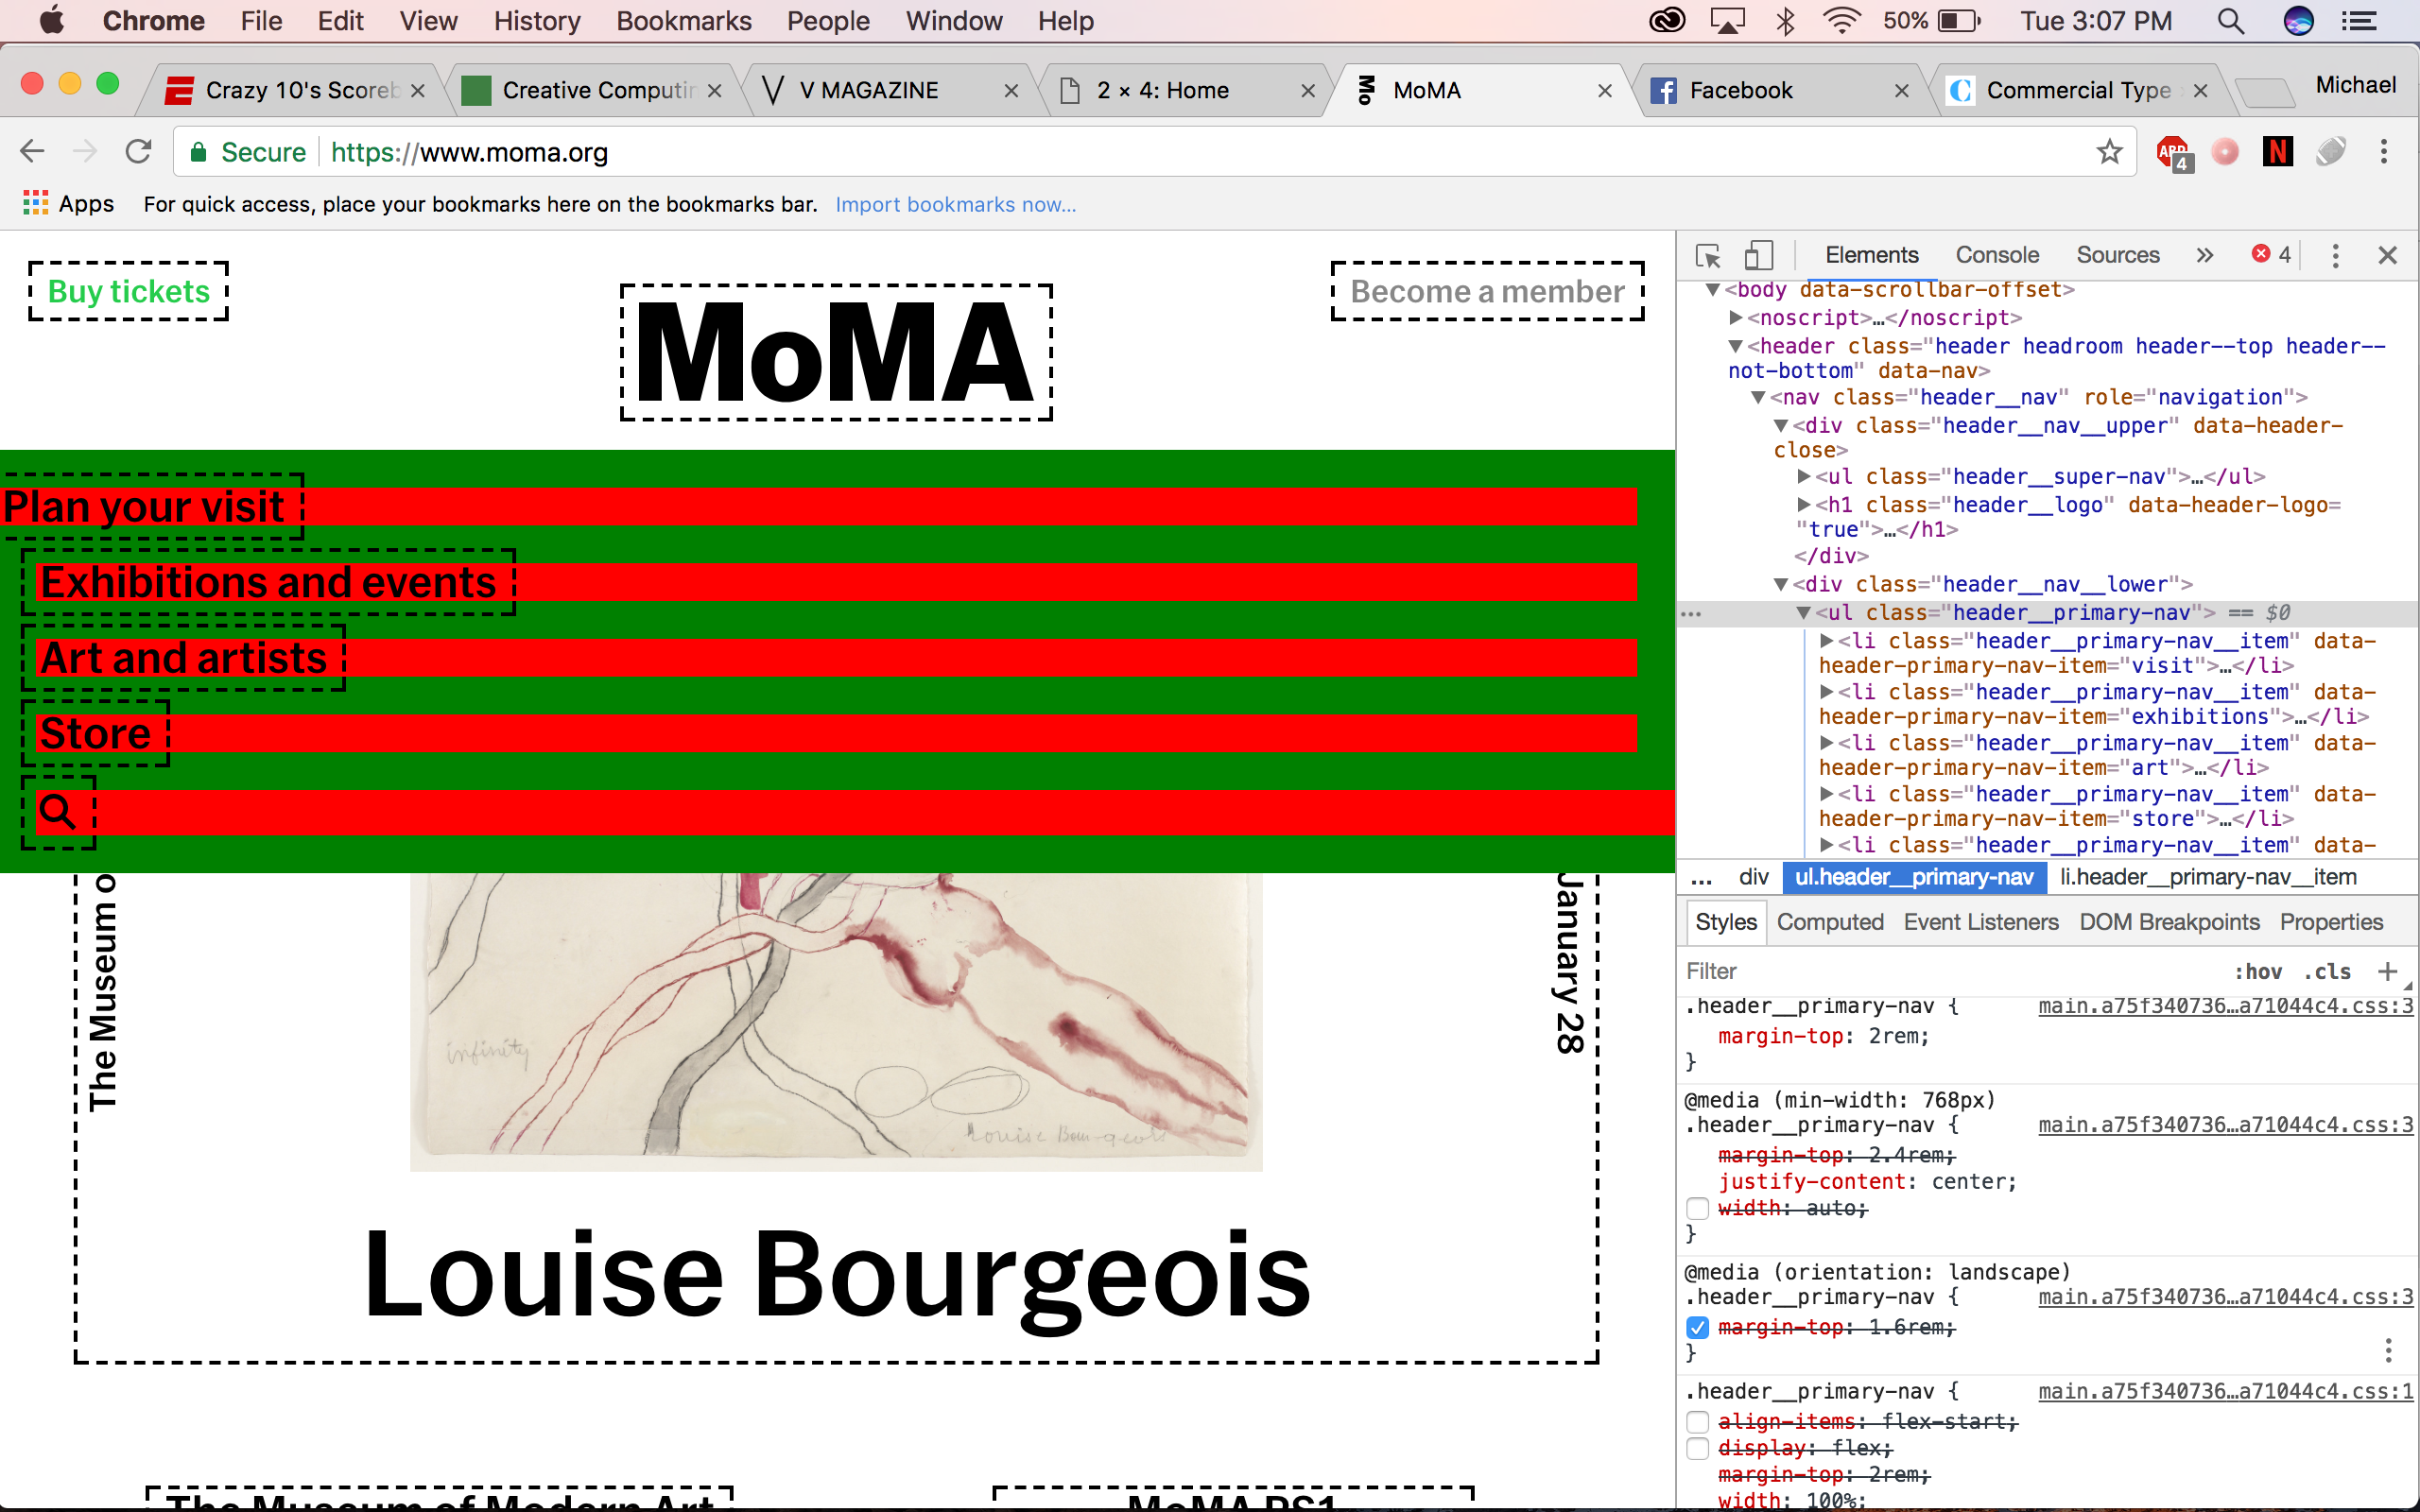 Chrome File Edit View History Bookmarks People Window Help 50% Tue 3:07 PM
Crazy 10's Scoreb V MAGAZINE 2 × 4: Home MoMA Facebook Commercial Type Michael
Creative Computin
Secure https://www.moma.org ABP 4 N
Apps For quick access, place your bookmarks here on the bookmarks bar. Import bookmarks now...
Buy tickets
MoMA
Become a member
Plan your visit
Exhibitions and events
Art and artists
Store
The Museum o
January 28
infinity
Louise Bourgeois
Louise Bourgeois
The Museum of Modern Art
MoMA PS1
Elements Console Sources » 4
<body data-scrollbar-offset>
<noscript>…</noscript>
<header class="header headroom header--top header--
not-bottom" data-nav>
<nav class="header__nav" role="navigation">
<div class="header__nav__upper" data-header-
close>
<ul class="header__super-nav">…</ul>
<h1 class="header__logo" data-header-logo=
"true">…</h1>
</div>
<div class="header__nav__lower">
… <ul class="header__primary-nav"> == $0
<li class="header__primary-nav__item" data-
header-primary-nav-item="visit">…</li>
<li class="header__primary-nav__item" data-
header-primary-nav-item="exhibitions">…</li>
<li class="header__primary-nav__item" data-
header-primary-nav-item="art">…</li>
<li class="header__primary-nav__item" data-
header-primary-nav-item="store">…</li>
<li class="header__primary-nav__item" data-
... div ul.header__primary-nav li.header__primary-nav__item
Styles Computed Event Listeners DOM Breakpoints Properties
Filter :hov .cls +
.header__primary-nav { main.a75f340736…a71044c4.css:3
margin-top: 2rem;
}
@media (min-width: 768px)
.header__primary-nav { main.a75f340736…a71044c4.css:3
margin-top: 2.4rem;
justify-content: center;
width: auto;
}
@media (orientation: landscape)
.header__primary-nav { main.a75f340736…a71044c4.css:3
margin-top: 1.6rem;
}
.header__primary-nav { main.a75f340736…a71044c4.css:1
align-items: flex-start;
display: flex;
margin-top: 2rem;
width: 100%;